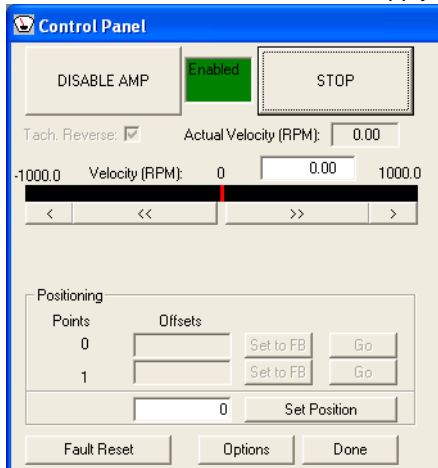 Control Panel
DISABLE AMP Enabled STOP
Tach. Reverse: Actual Velocity (RPM): 0.00
-1000.0 Velocity (RPM): 0 0.00 1000.0
< << >> >
Positioning
Points Offsets
0 Set to FB Go
1 Set to FB Go
0 Set Position
Fault Reset Options Done